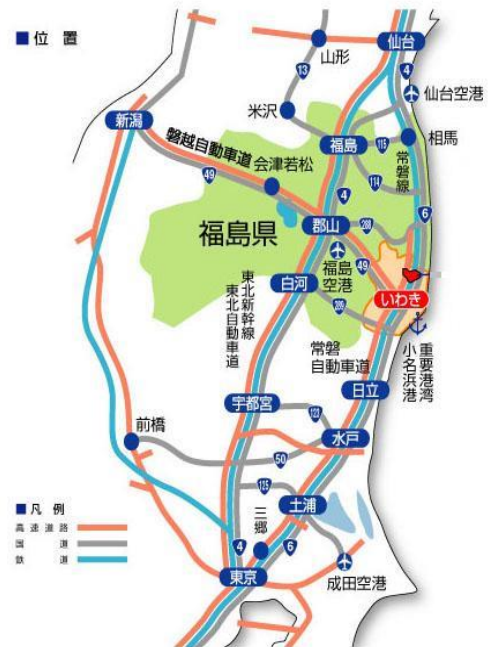 ■位置
仙台
山形
13
4
仙台空港
米沢
新潟
福島
115
相馬
磐越自動車道
会津若松
常磐線
49
114
4
6
郡山
288
福島県
福島空港
49
白河
いわき
東北新幹線
東北自動車道
289
常磐自動車道
重要港湾
小名浜港
日立
宇都宮
123
前橋
水戸
50
125
土浦
■凡例
高速道路
国道
鉄道
三郷
4
6
東京
成田空港